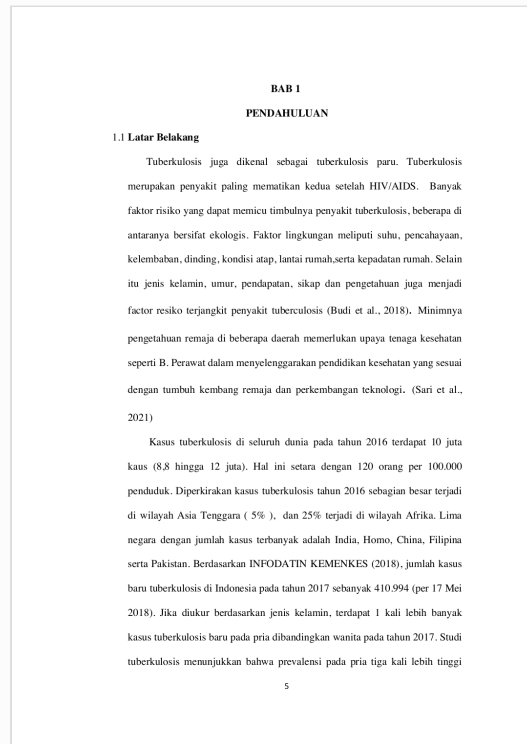 BAB 1
PENDAHULUAN
1.1 Latar Belakang
Tuberkulosis juga dikenal sebagai tuberkulosis paru. Tuberkulosis
merupakan penyakit paling mematikan kedua setelah HIV/AIDS. Banyak
faktor risiko yang dapat memicu timbulnya penyakit tuberkulosis, beberapa di
antaranya bersifat ekologis. Faktor lingkungan meliputi suhu, pencahayaan,
kelembaban, dinding, kondisi atap, lantai rumah,serta kepadatan rumah. Selain
itu jenis kelamin, umur, pendapatan, sikap dan pengetahuan juga menjadi
factor resiko terjangkit penyakit tuberculosis (Budi et al., 2018). Minimnya
pengetahuan remaja di beberapa daerah memerlukan upaya tenaga kesehatan
seperti B. Perawat dalam menyelenggarakan pendidikan kesehatan yang sesuai
dengan tumbuh kembang remaja dan perkembangan teknologi. (Sari et al.,
2021)
Kasus tuberkulosis di seluruh dunia pada tahun 2016 terdapat 10 juta
kaus (8,8 hingga 12 juta). Hal ini setara dengan 120 orang per 100.000
penduduk. Diperkirakan kasus tuberkulosis tahun 2016 sebagian besar terjadi
di wilayah Asia Tenggara ( 5% ), dan 25% terjadi di wilayah Afrika. Lima
negara dengan jumlah kasus terbanyak adalah India, Homo, China, Filipina
serta Pakistan. Berdasarkan INFODATIN KEMENKES (2018), jumlah kasus
baru tuberkulosis di Indonesia pada tahun 2017 sebanyak 410.994 (per 17 Mei
2018). Jika diukur berdasarkan jenis kelamin, terdapat 1 kali lebih banyak
kasus tuberkulosis baru pada pria dibandingkan wanita pada tahun 2017. Studi
tuberkulosis menunjukkan bahwa prevalensi pada pria tiga kali lebih tinggi
5